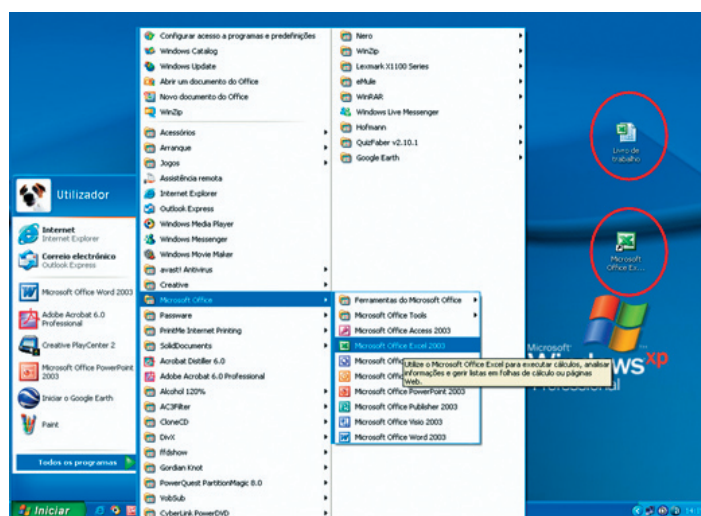 Configurar acesso a programas e predefinições
Windows Catalog
Windows Update
Abrir um documento do Office
Novo documento do Office
WinZip
Acessórios
Arranque
Jogos
Assistência remota
Internet Explorer
Outlook Express
Windows Media Player
Windows Messenger
Windows Movie Maker
avast! Antivirus
Creative
Microsoft Office
Passware
PrintMe Internet Printing
SolidDocuments
Acrobat Distiller 6.0
Adobe Acrobat 6.0 Professional
Alcohol 120%
AC3Filter
CloneCD
DivX
ffdshow
Gordian Knot
PowerQuest PartitionMagic 8.0
VobSub
CyberLink PowerDVD
Nero
WinZip
Lexmark X1100 Series
eMule
WinRAR
Windows Live Messenger
Hofmann
QuizFaber v2.10.1
Google Earth
Ferramentas do Microsoft Office
Microsoft Office Tools
Microsoft Office Access 2003
Microsoft Office Excel 2003
Microsoft Offic
Microsoft Offic
Microsoft Office PowerPoint 2003
Microsoft Office Publisher 2003
Microsoft Office Visio 2003
Microsoft Office Word 2003
Utilize o Microsoft Office Excel para executar cálculos, analisar
informações e gerir listas em folhas de cálculo ou páginas
Web.
Utilizador
Internet
Internet Explorer
Correio electrónico
Outlook Express
Microsoft Office Word 2003
Adobe Acrobat 6.0
Professional
Creative PlayCenter 2
Microsoft Office PowerPoint
2003
Iniciar o Google Earth
Paint
Todos os programas
Iniciar
Livro de
trabalho
Microsoft
Office Ex...
Microsoft
ws xp